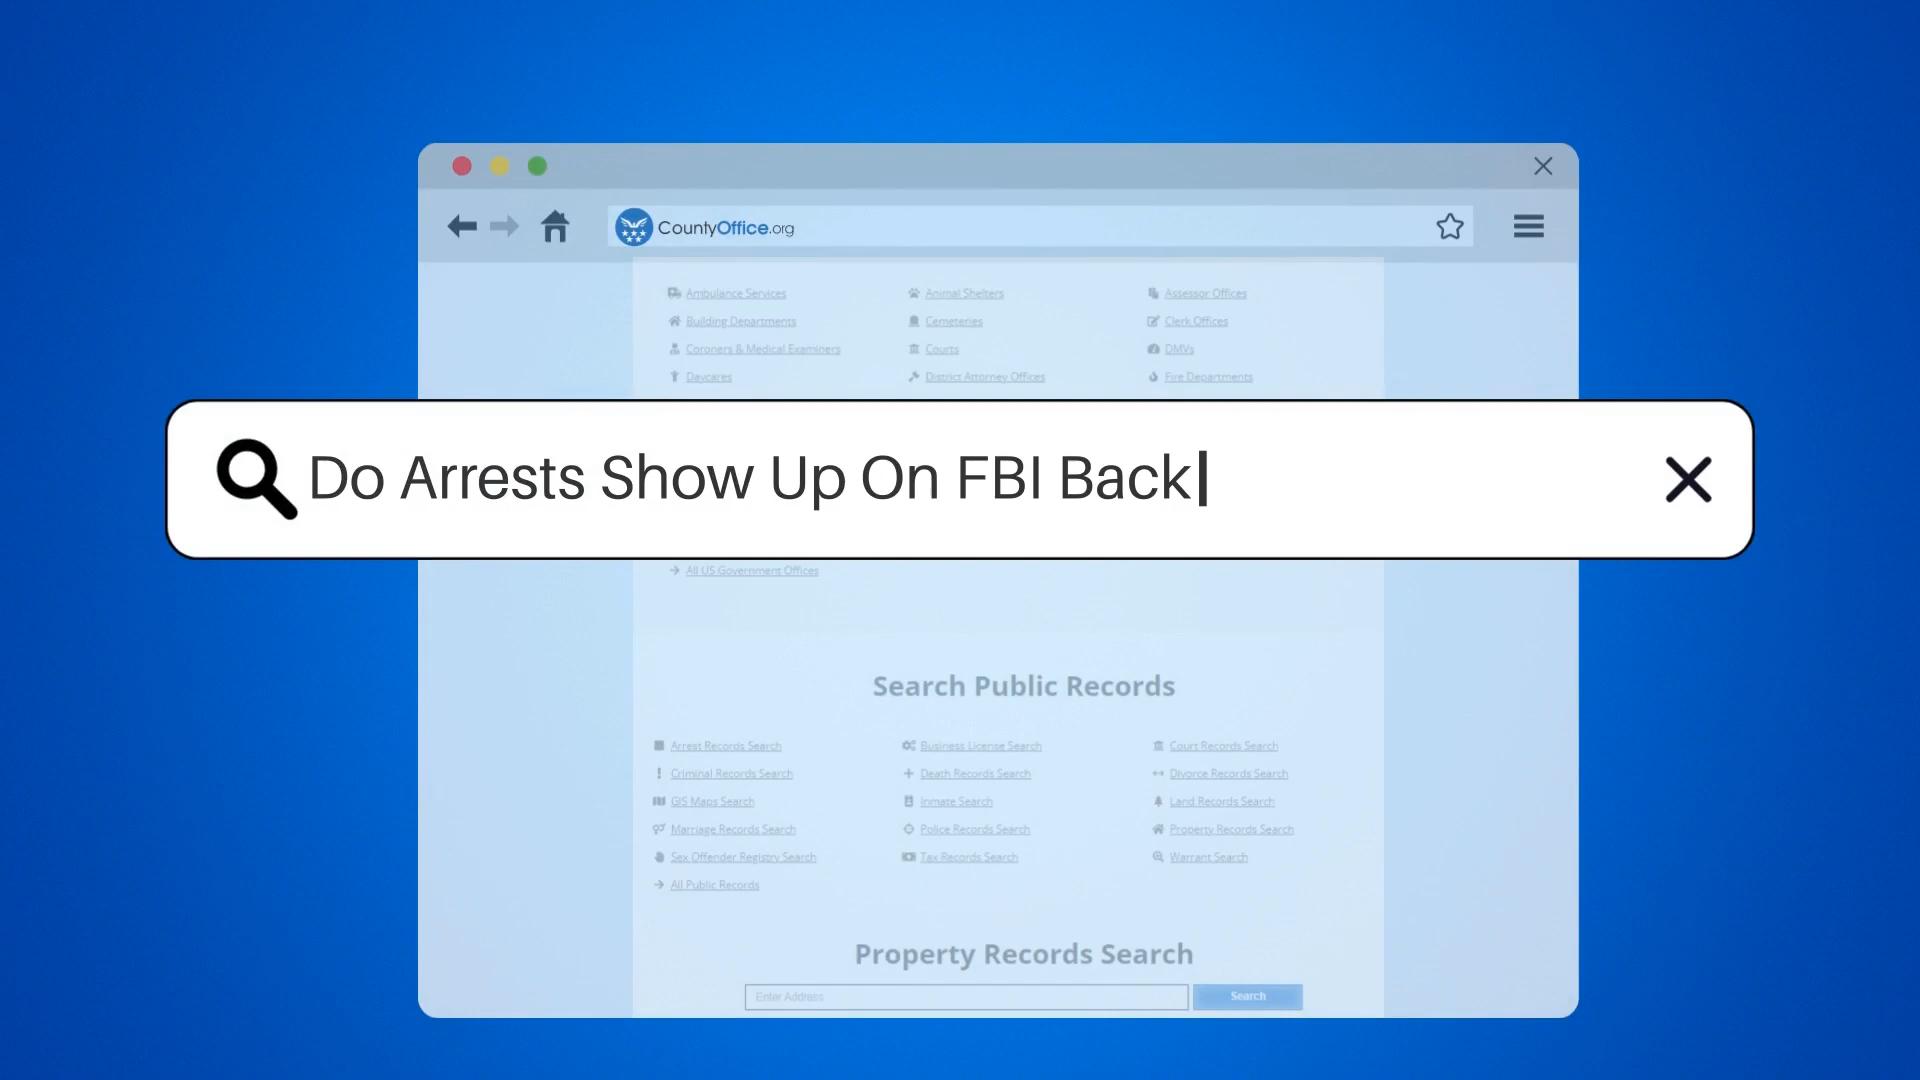 CountyOffice.org
Ambulance Services Animal Shelters Assessor Offices
Building Departments Cemeteries Clerk Offices
Coroners & Medical Examiners Courts DMVs
Daycares District Attorney Offices Fire Departments
Do Arrests Show Up On FBI Back
All US Government Offices
Search Public Records
Arrest Records Search Business License Search Court Records Search
Criminal Records Search Death Records Search Divorce Records Search
GIS Maps Search Inmate Search Land Records Search
Marriage Records Search Police Records Search Property Records Search
Sex Offender Registry Search Tax Records Search Warrant Search
All Public Records
Property Records Search
Enter Address Search